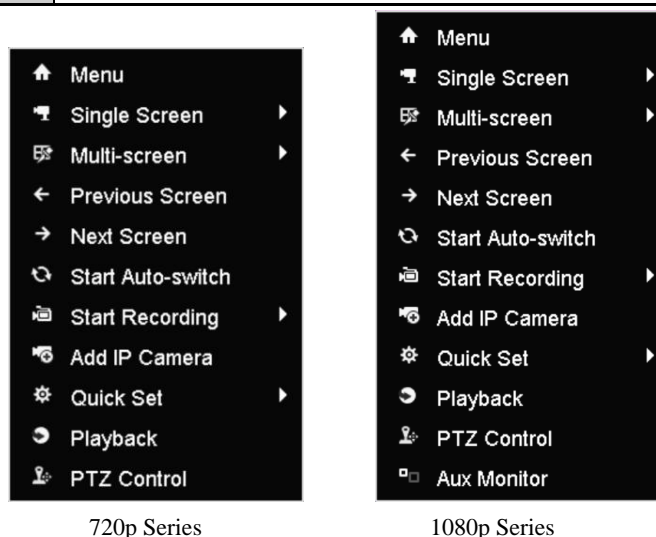 Menu
Single Screen
Multi-screen
Previous Screen
Next Screen
Start Auto-switch
Start Recording
Add IP Camera
Quick Set
Playback
PTZ Control
720p Series
Menu
Single Screen
Multi-screen
Previous Screen
Next Screen
Start Auto-switch
Start Recording
Add IP Camera
Quick Set
Playback
PTZ Control
Aux Monitor
1080p Series